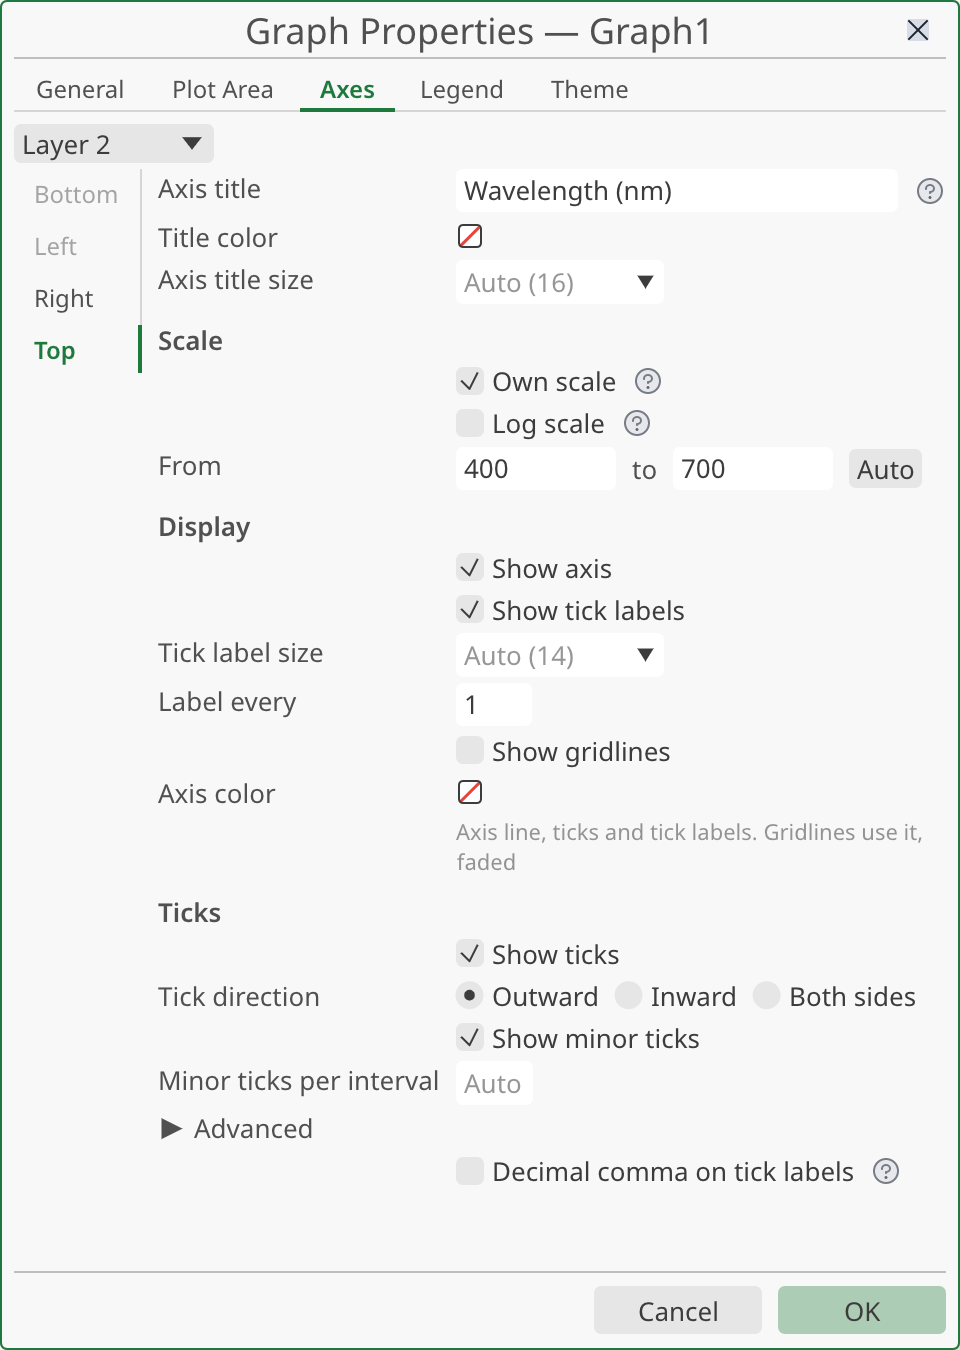 Graph Properties — Graph1
General Plot Area Axes Legend Theme
Layer 2
Bottom
Left
Right
Top
Axis title Wavelength (nm) ?
Title color
Axis title size Auto (16)
Scale
Own scale ?
Log scale ?
From 400 to 700 Auto
Display
Show axis
Show tick labels
Tick label size Auto (14)
Label every 1
Show gridlines
Axis color
Axis line, ticks and tick labels. Gridlines use it,
faded
Ticks
Show ticks
Tick direction Outward Inward Both sides
Show minor ticks
Minor ticks per interval Auto
Advanced
Decimal comma on tick labels ?
Cancel OK